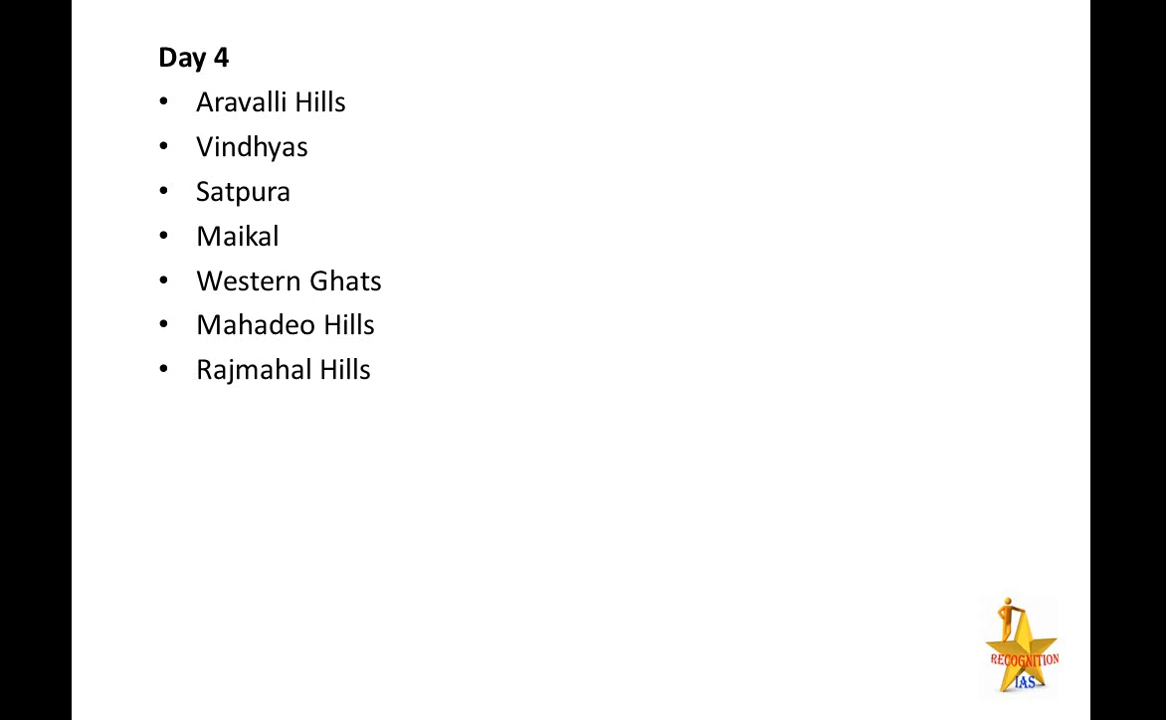 Day 4
• Aravalli Hills
• Vindhyas
• Satpura
• Maikal
• Western Ghats
• Mahadeo Hills
• Rajmahal Hills
RECOGNITION
IAS